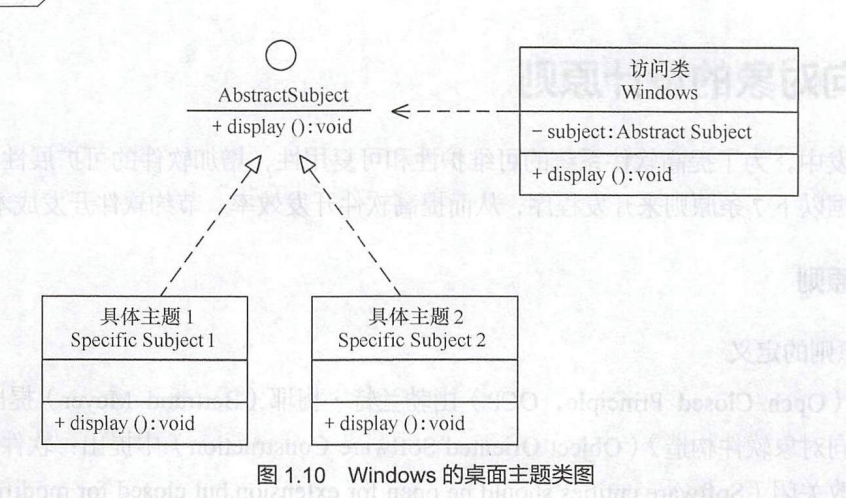 AbstractSubject
+ display ():void
访问类
Windows
− subject:Abstract Subject
+ display ():void
具体主题 1
Specific Subject 1
+ display ():void
具体主题 2
Specific Subject 2
+ display ():void
图 1.10 Windows 的桌面主题类图